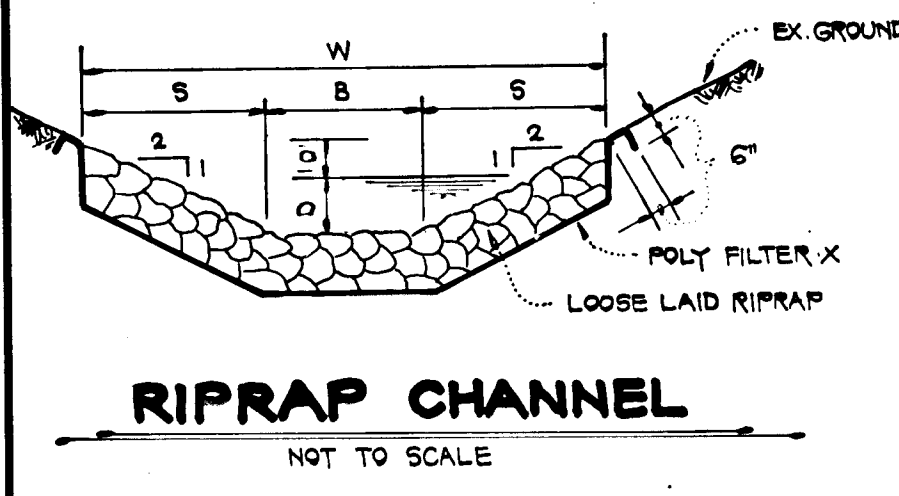 EX. GROUND
W
S B S
2 1
1 2
D
D
6"
POLY FILTER-X
LOOSE LAID RIPRAP
RIPRAP CHANNEL
NOT TO SCALE